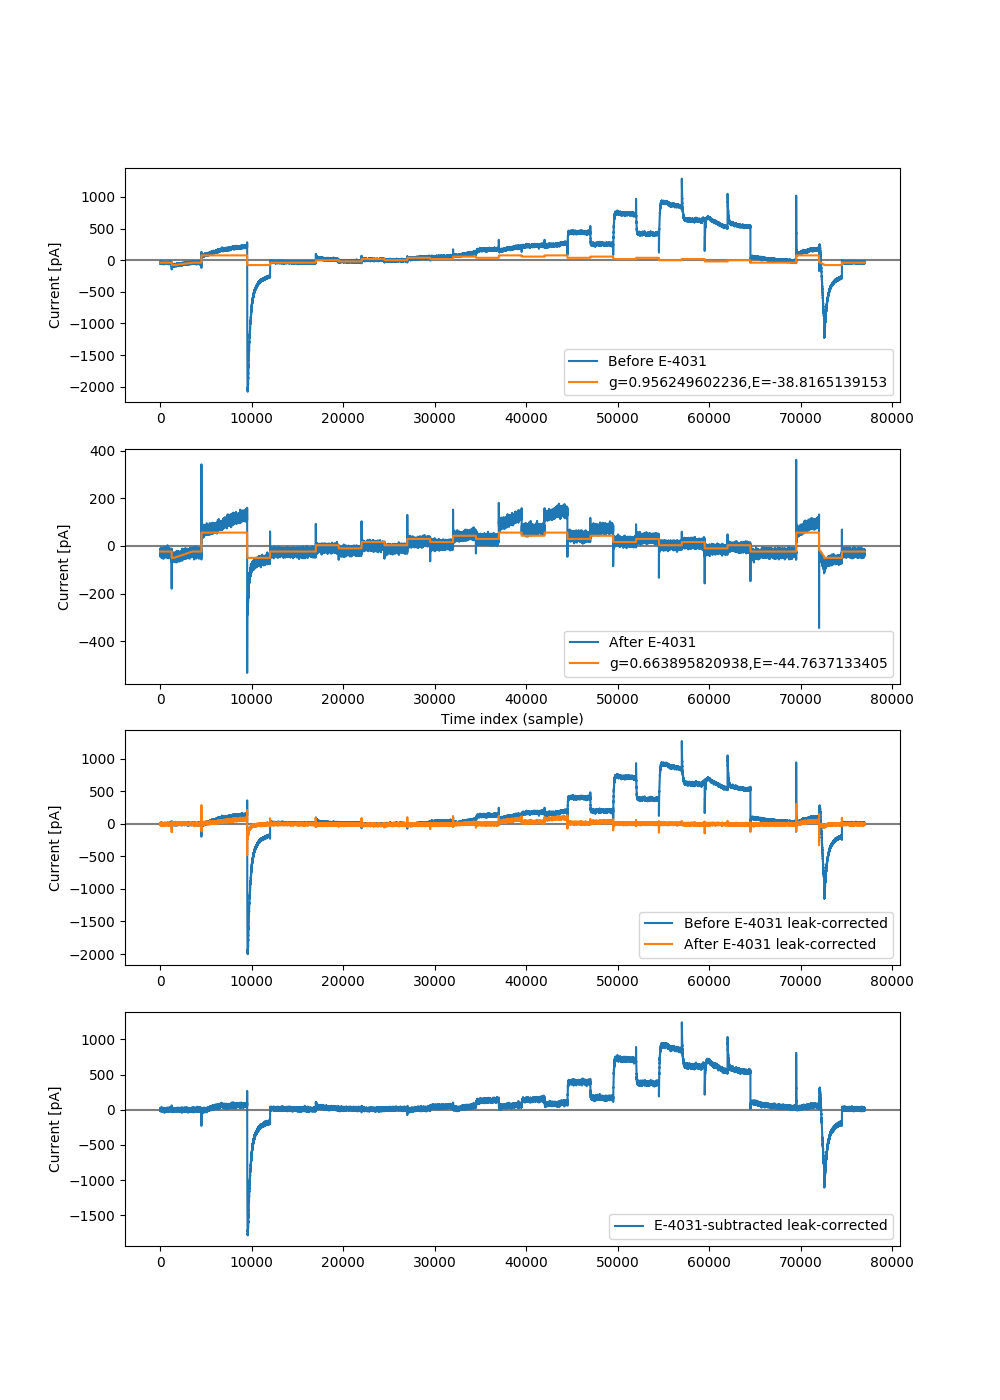 1000
500
0
−500
−1000
−1500
−2000
Current [pA]
Before E-4031
g=0.956249602236,E=-38.8165139153
0 10000 20000 30000 40000 50000 60000 70000 80000
400
200
0
−200
−400
Current [pA]
After E-4031
g=0.663895820938,E=-44.7637133405
0 10000 20000 30000 40000 50000 60000 70000 80000
Time index (sample)
1000
500
0
−500
−1000
−1500
−2000
Current [pA]
Before E-4031 leak-corrected
After E-4031 leak-corrected
0 10000 20000 30000 40000 50000 60000 70000 80000
1000
500
0
−500
−1000
−1500
Current [pA]
E-4031-subtracted leak-corrected
0 10000 20000 30000 40000 50000 60000 70000 80000